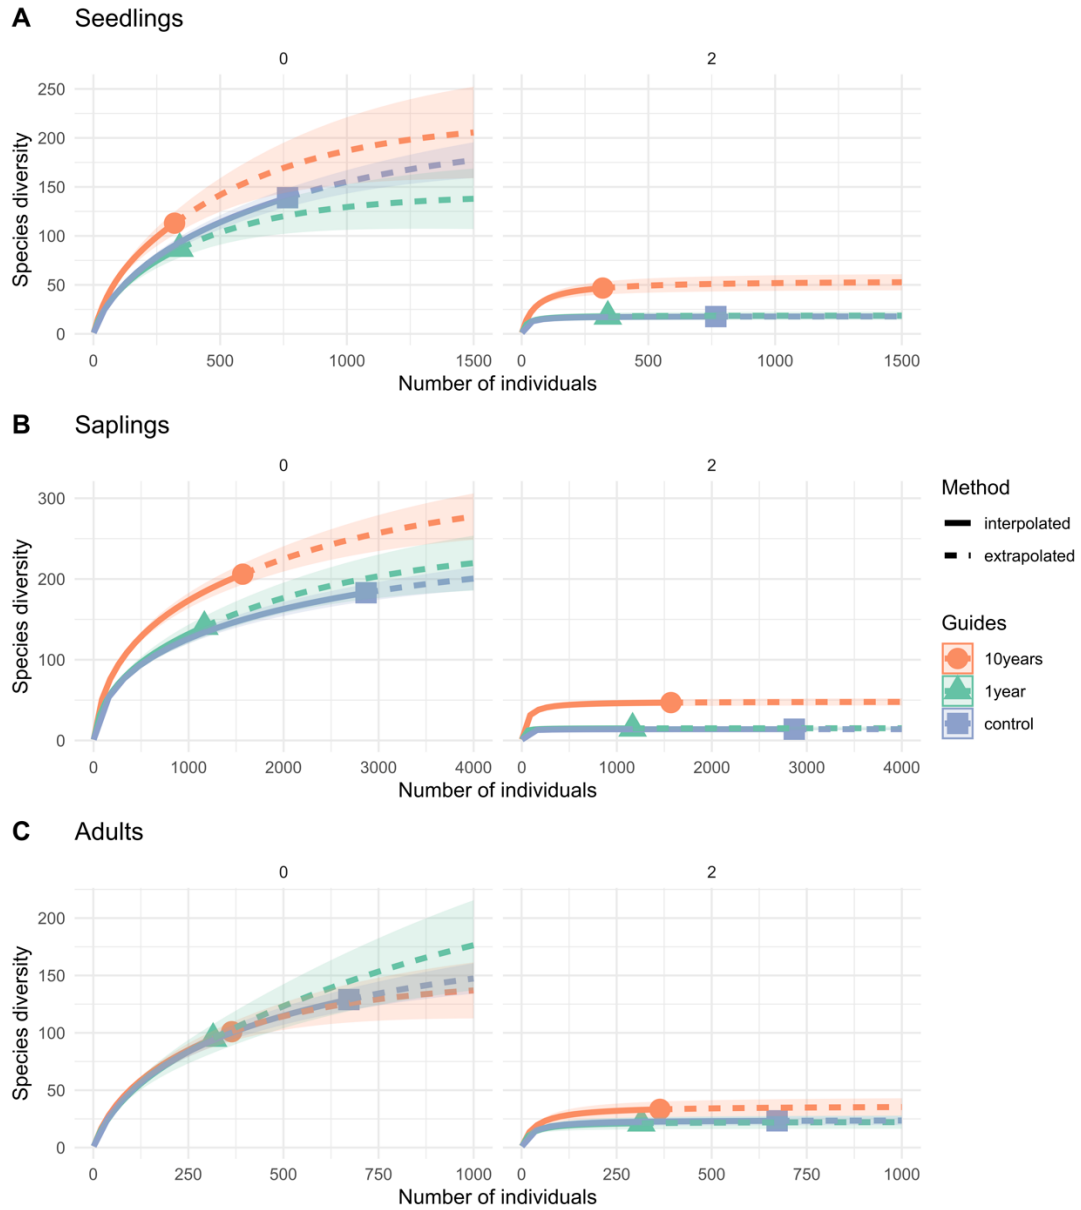 A Seedlings
0 2
Species diversity
250
200
150
100
50
0
0 500 1000 1500 0 500 1000 1500
Number of individuals
B Saplings
0 2
Species diversity
300
200
100
0
0 1000 2000 3000 4000 0 1000 2000 3000 4000
Number of individuals
Method
interpolated
extrapolated
Guides
10years
1year
control
C Adults
0 2
Species diversity
200
150
100
50
0
0 250 500 750 1000 0 250 500 750 1000
Number of individuals